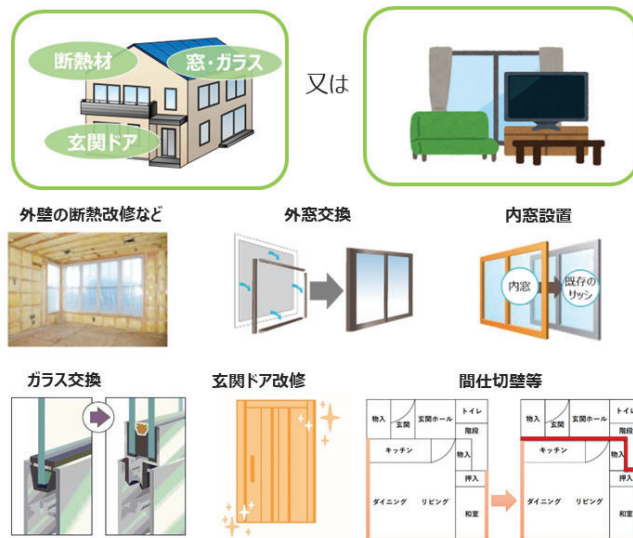 断熱材
窓・ガラス
玄関ドア
又は
外壁の断熱改修など
外窓交換
内窓設置
内窓
既存の
サッシ
ガラス交換
玄関ドア改修
間仕切壁等
物入
玄関
玄関ホール
トイレ
階段
キッチン
物入
押入
ダイニング
リビング
和室
物入
玄関
玄関ホール
トイレ
階段
キッチン
物入
押入
ダイニング
リビング
和室